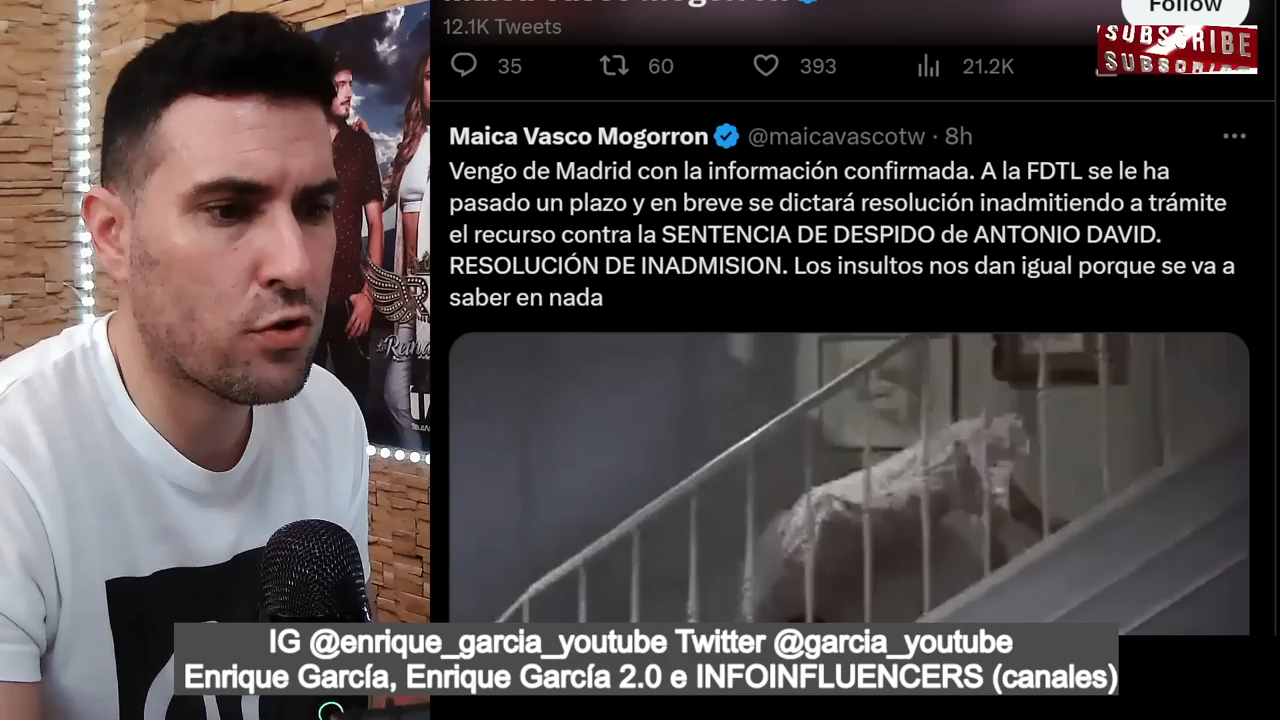 Follow
12.1K Tweets
SUBSCRIBE
35 60 393 21.2K
Maica Vasco Mogorron @maicavascotw · 8h
Vengo de Madrid con la información confirmada. A la FDTL se le ha
pasado un plazo y en breve se dictará resolución inadmitiendo a trámite
el recurso contra la SENTENCIA DE DESPIDO de ANTONIO DAVID.
RESOLUCIÓN DE INADMISION. Los insultos nos dan igual porque se va a
saber en nada
IG @enrique_garcia_youtube Twitter @garcia_youtube
Enrique García, Enrique García 2.0 e INFOINFLUENCERS (canales)